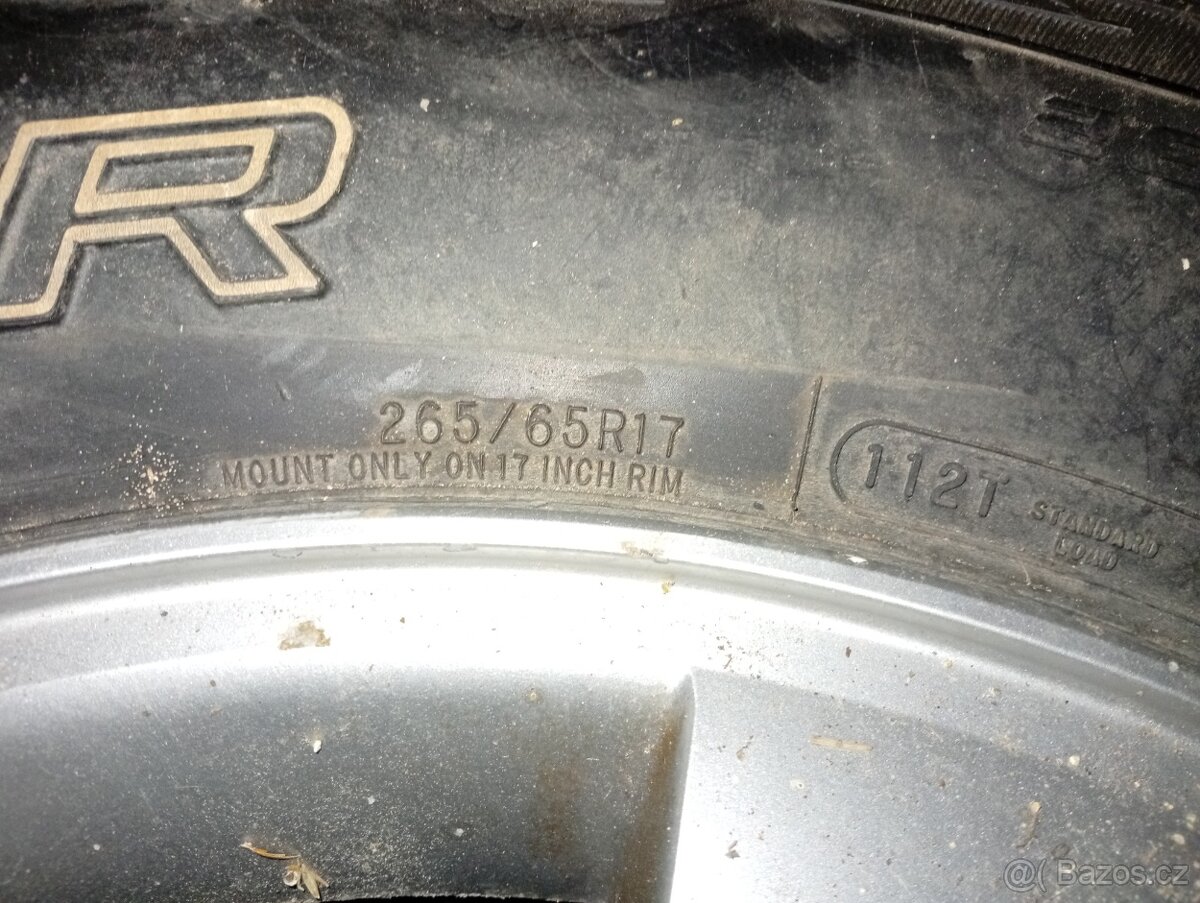 R
265/65R17
MOUNT ONLY ON 17 INCH RIM
112T
STANDARD
LOAD
@( Bazos.cz